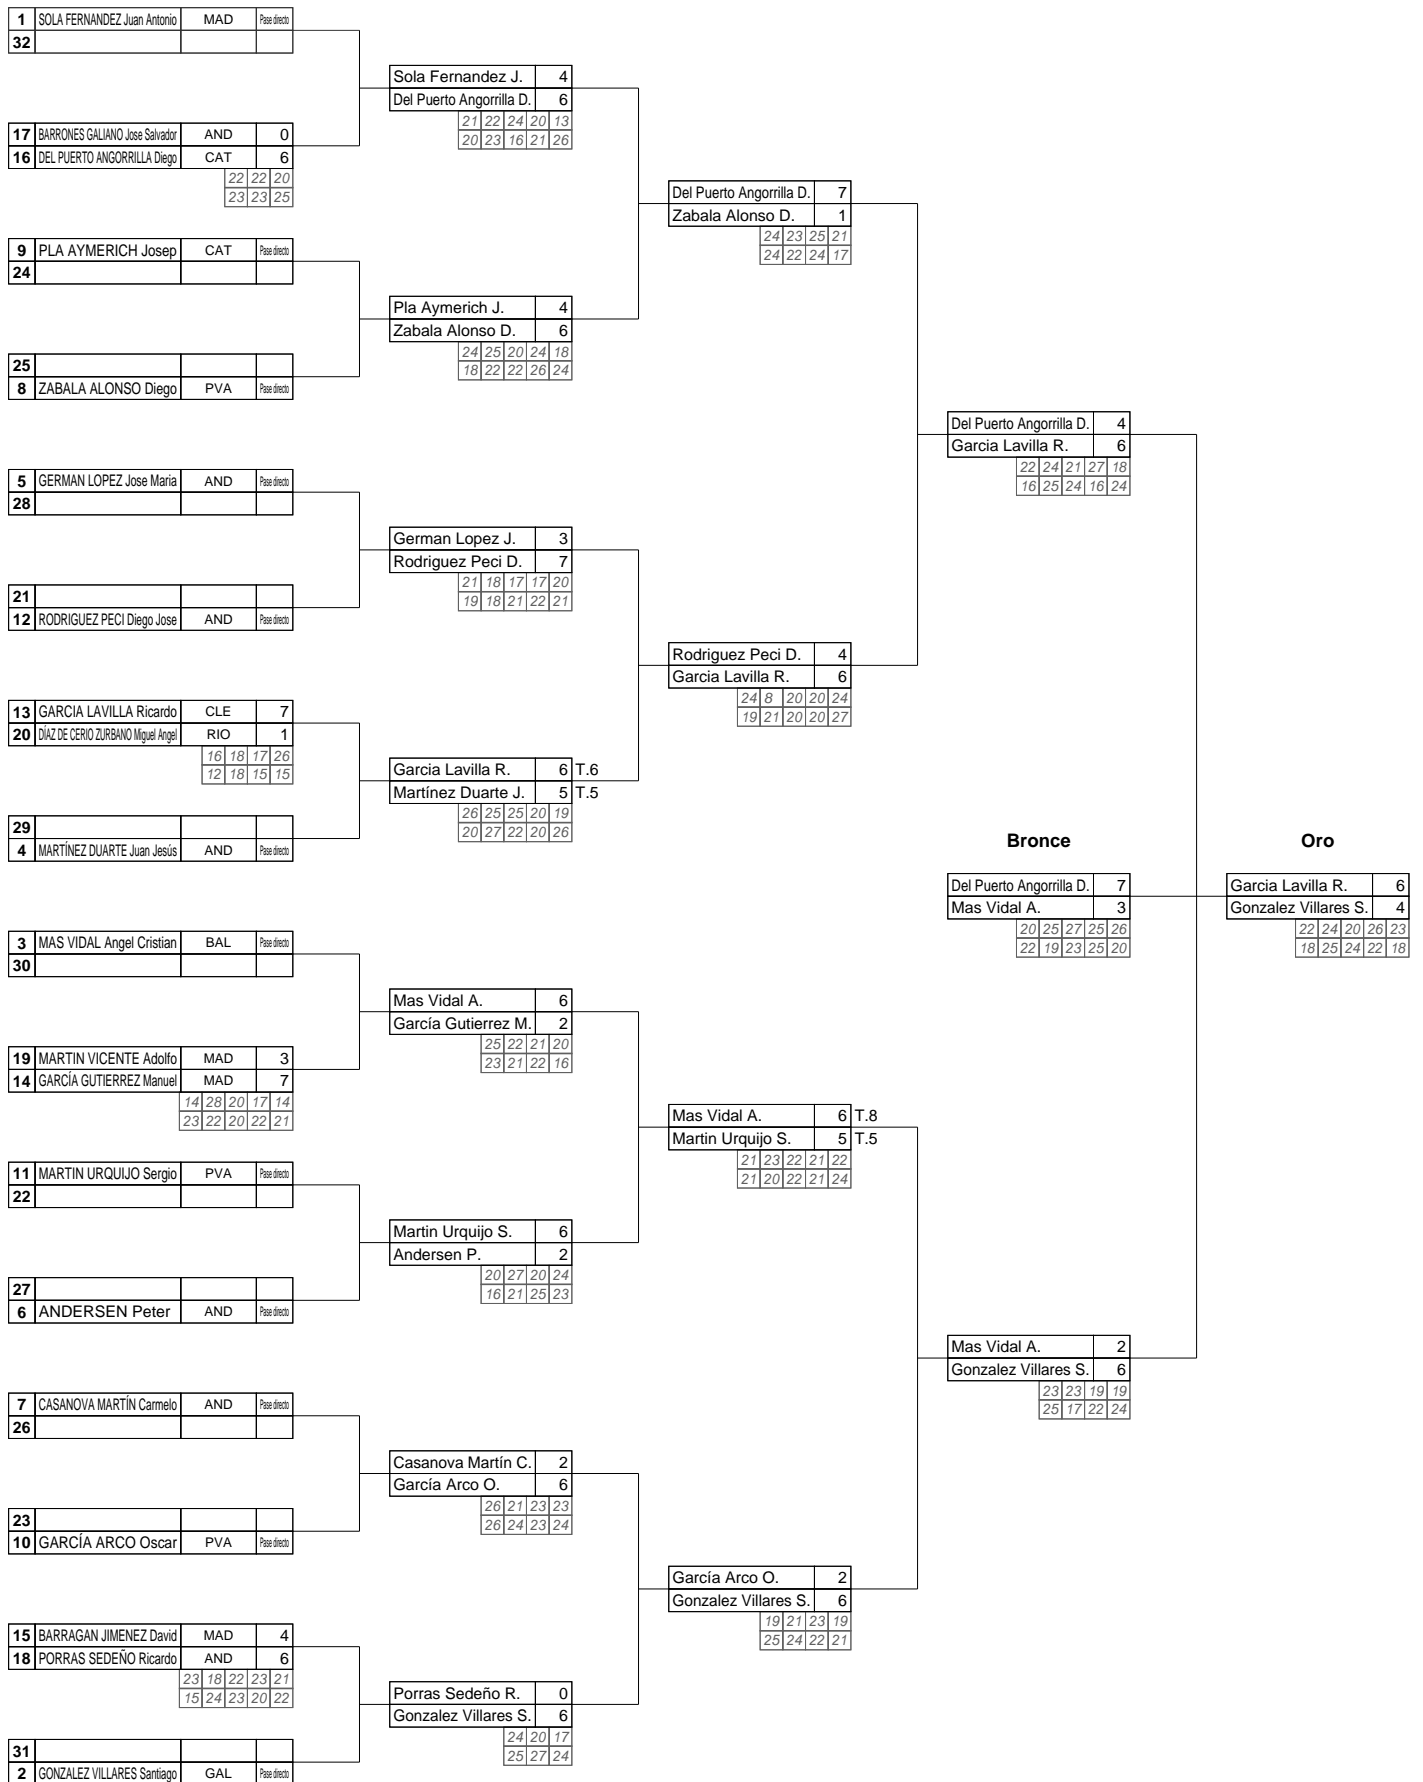 1 SOLA FERNANDEZ Juan Antonio MAD Pase directo
32
17 BARRONES GALIANO Jose Salvador AND 0
16 DEL PUERTO ANGORRILLA Diego CAT 6
22 22 20
23 23 25
9 PLA AYMERICH Josep CAT Pase directo
24
25
8 ZABALA ALONSO Diego PVA Pase directo
5 GERMAN LOPEZ Jose Maria AND Pase directo
28
21
12 RODRIGUEZ PECI Diego Jose AND Pase directo
13 GARCIA LAVILLA Ricardo CLE 7
20 DÍAZ DE CERIO ZURBANO Miguel Angel RIO 1
16 18 17 26
12 18 15 15
29
4 MARTÍNEZ DUARTE Juan Jesús AND Pase directo
3 MAS VIDAL Angel Cristian BAL Pase directo
30
19 MARTIN VICENTE Adolfo MAD 3
14 GARCÍA GUTIERREZ Manuel MAD 7
14 28 20 17 14
23 22 20 22 21
11 MARTIN URQUIJO Sergio PVA Pase directo
22
27
6 ANDERSEN Peter AND Pase directo
7 CASANOVA MARTÍN Carmelo AND Pase directo
26
23
10 GARCÍA ARCO Oscar PVA Pase directo
15 BARRAGAN JIMENEZ David MAD 4
18 PORRAS SEDEÑO Ricardo AND 6
23 18 22 23 21
15 24 23 20 22
31
2 GONZALEZ VILLARES Santiago GAL Pase directo
Sola Fernandez J. 4
Del Puerto Angorrilla D. 6
21 22 24 20 13
20 23 16 21 26
Pla Aymerich J. 4
Zabala Alonso D. 6
24 25 20 24 18
18 22 22 26 24
German Lopez J. 3
Rodriguez Peci D. 7
21 18 17 17 20
19 18 21 22 21
Garcia Lavilla R. 6 T.6
Martínez Duarte J. 5 T.5
26 25 25 20 19
20 27 22 20 26
Mas Vidal A. 6
García Gutierrez M. 2
25 22 21 20
23 21 22 16
Martin Urquijo S. 6
Andersen P. 2
20 27 20 24
16 21 25 23
Casanova Martín C. 2
García Arco O. 6
26 21 23 23
26 24 23 24
Porras Sedeño R. 0
Gonzalez Villares S. 6
24 20 17
25 27 24
Del Puerto Angorrilla D. 7
Zabala Alonso D. 1
24 23 25 21
24 22 24 17
Rodriguez Peci D. 4
Garcia Lavilla R. 6
24 8 20 20 24
19 21 20 20 27
Mas Vidal A. 6 T.8
Martin Urquijo S. 5 T.5
21 23 22 21 22
21 20 22 21 24
García Arco O. 2
Gonzalez Villares S. 6
19 21 23 19
25 24 22 21
Del Puerto Angorrilla D. 4
Garcia Lavilla R. 6
22 24 21 27 18
16 25 24 16 24
Bronce
Del Puerto Angorrilla D. 7
Mas Vidal A. 3
20 25 27 25 26
22 19 23 25 20
Mas Vidal A. 2
Gonzalez Villares S. 6
23 23 19 19
25 17 22 24
Oro
Garcia Lavilla R. 6
Gonzalez Villares S. 4
22 24 20 26 23
18 25 24 22 18